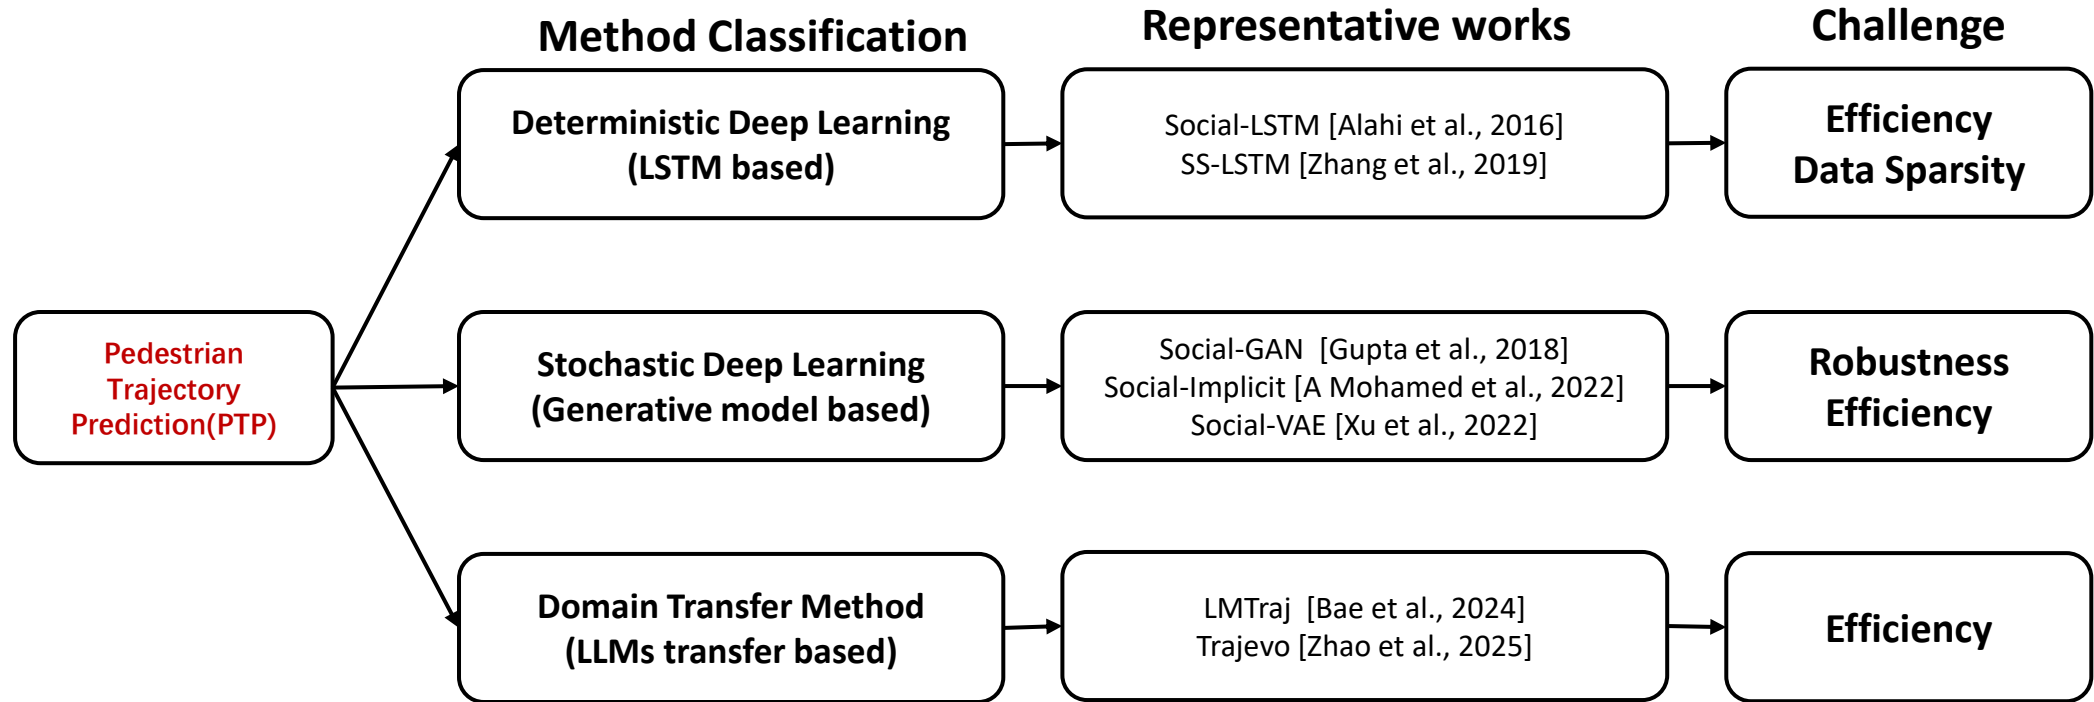 Method Classification
Representative works
Challenge
Pedestrian
Trajectory
Prediction(PTP)
Deterministic Deep Learning
(LSTM based)
Social-LSTM [Alahi et al., 2016]
SS-LSTM [Zhang et al., 2019]
Efficiency
Data Sparsity
Stochastic Deep Learning
(Generative model based)
Social-GAN  [Gupta et al., 2018]
Social-Implicit [A Mohamed et al., 2022]
Social-VAE [Xu et al., 2022]
Robustness
Efficiency
Domain Transfer Method
(LLMs transfer based)
LMTraj  [Bae et al., 2024]
Trajevo [Zhao et al., 2025]
Efficiency